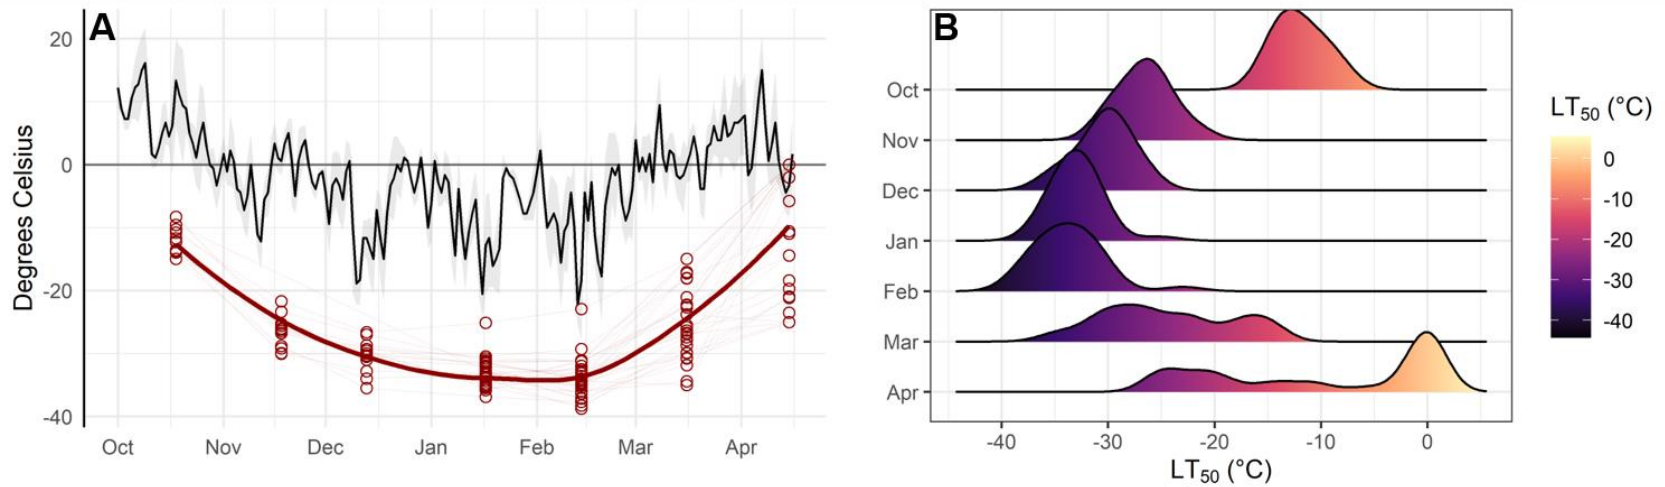 A
20
0
-20
-40
Degrees Celsius
Oct Nov Dec Jan Feb Mar Apr
B
Oct
Nov
Dec
Jan
Feb
Mar
Apr
-40 -30 -20 -10 0
LT50 (°C)
LT50 (°C)
0
-10
-20
-30
-40